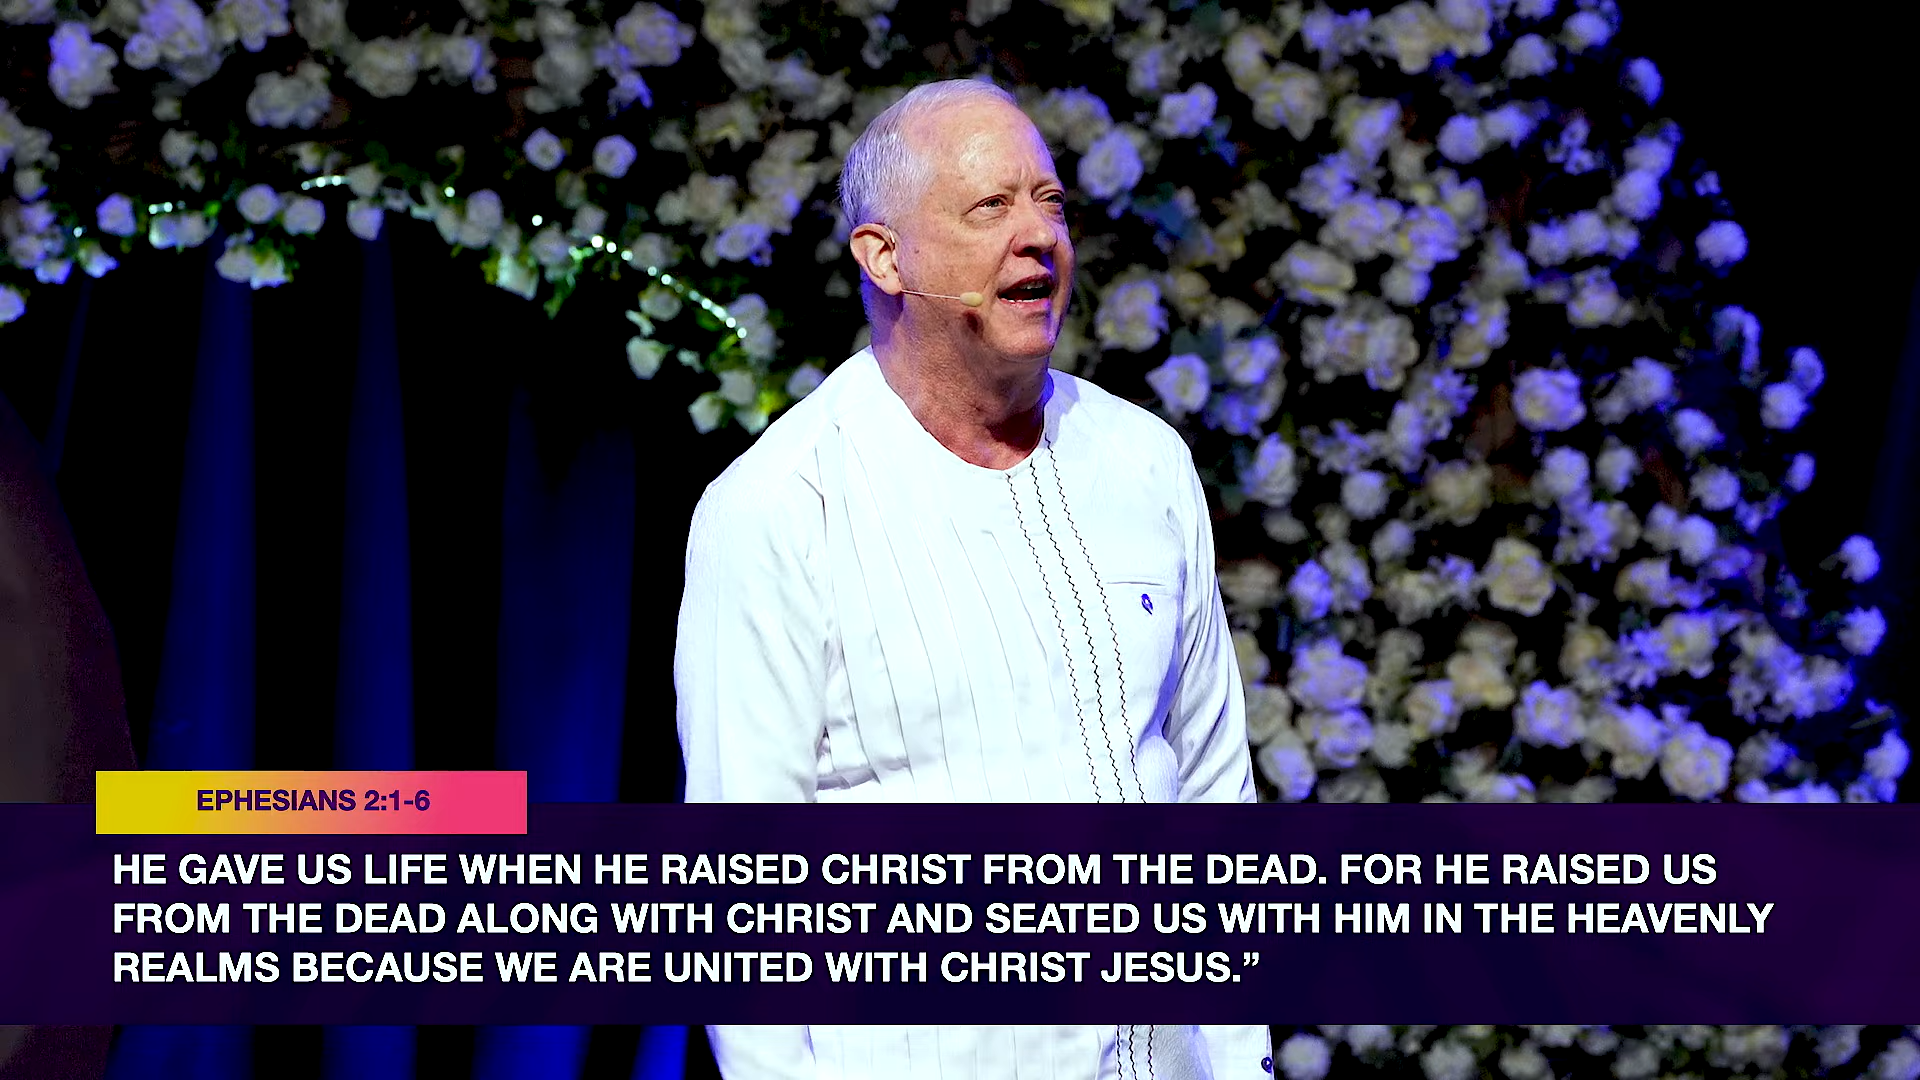 EPHESIANS 2:1-6
HE GAVE US LIFE WHEN HE RAISED CHRIST FROM THE DEAD. FOR HE RAISED US
FROM THE DEAD ALONG WITH CHRIST AND SEATED US WITH HIM IN THE HEAVENLY
REALMS BECAUSE WE ARE UNITED WITH CHRIST JESUS.”